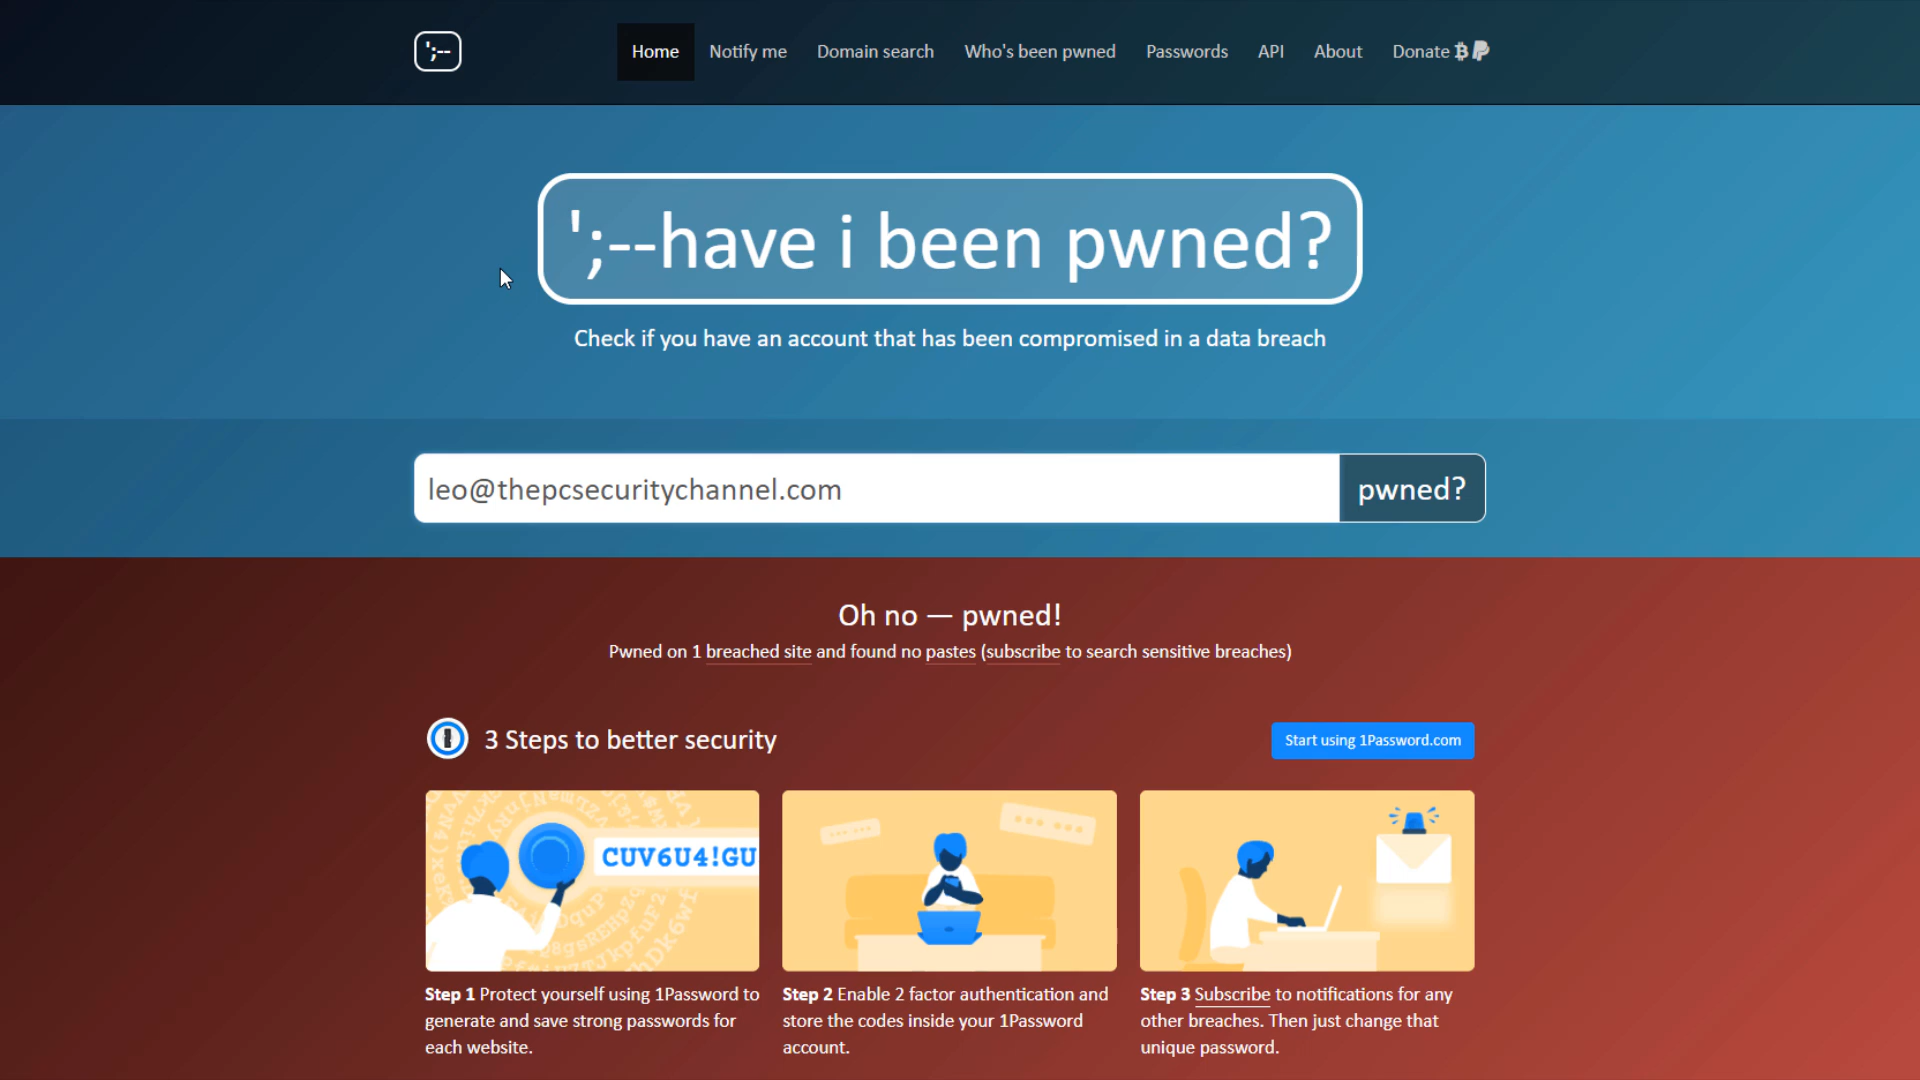 ';--
Home Notify me Domain search Who's been pwned Passwords API About Donate
';--have i been pwned?
Check if you have an account that has been compromised in a data breach
leo@thepcsecuritychannel.com pwned?
Oh no — pwned!
Pwned on 1 breached site and found no pastes (subscribe to search sensitive breaches)
3 Steps to better security Start using 1Password.com
CUV6U4!GU
Step 1 Protect yourself using 1Password to
generate and save strong passwords for
each website.
Step 2 Enable 2 factor authentication and
store the codes inside your 1Password
account.
Step 3 Subscribe to notifications for any
other breaches. Then just change that
unique password.